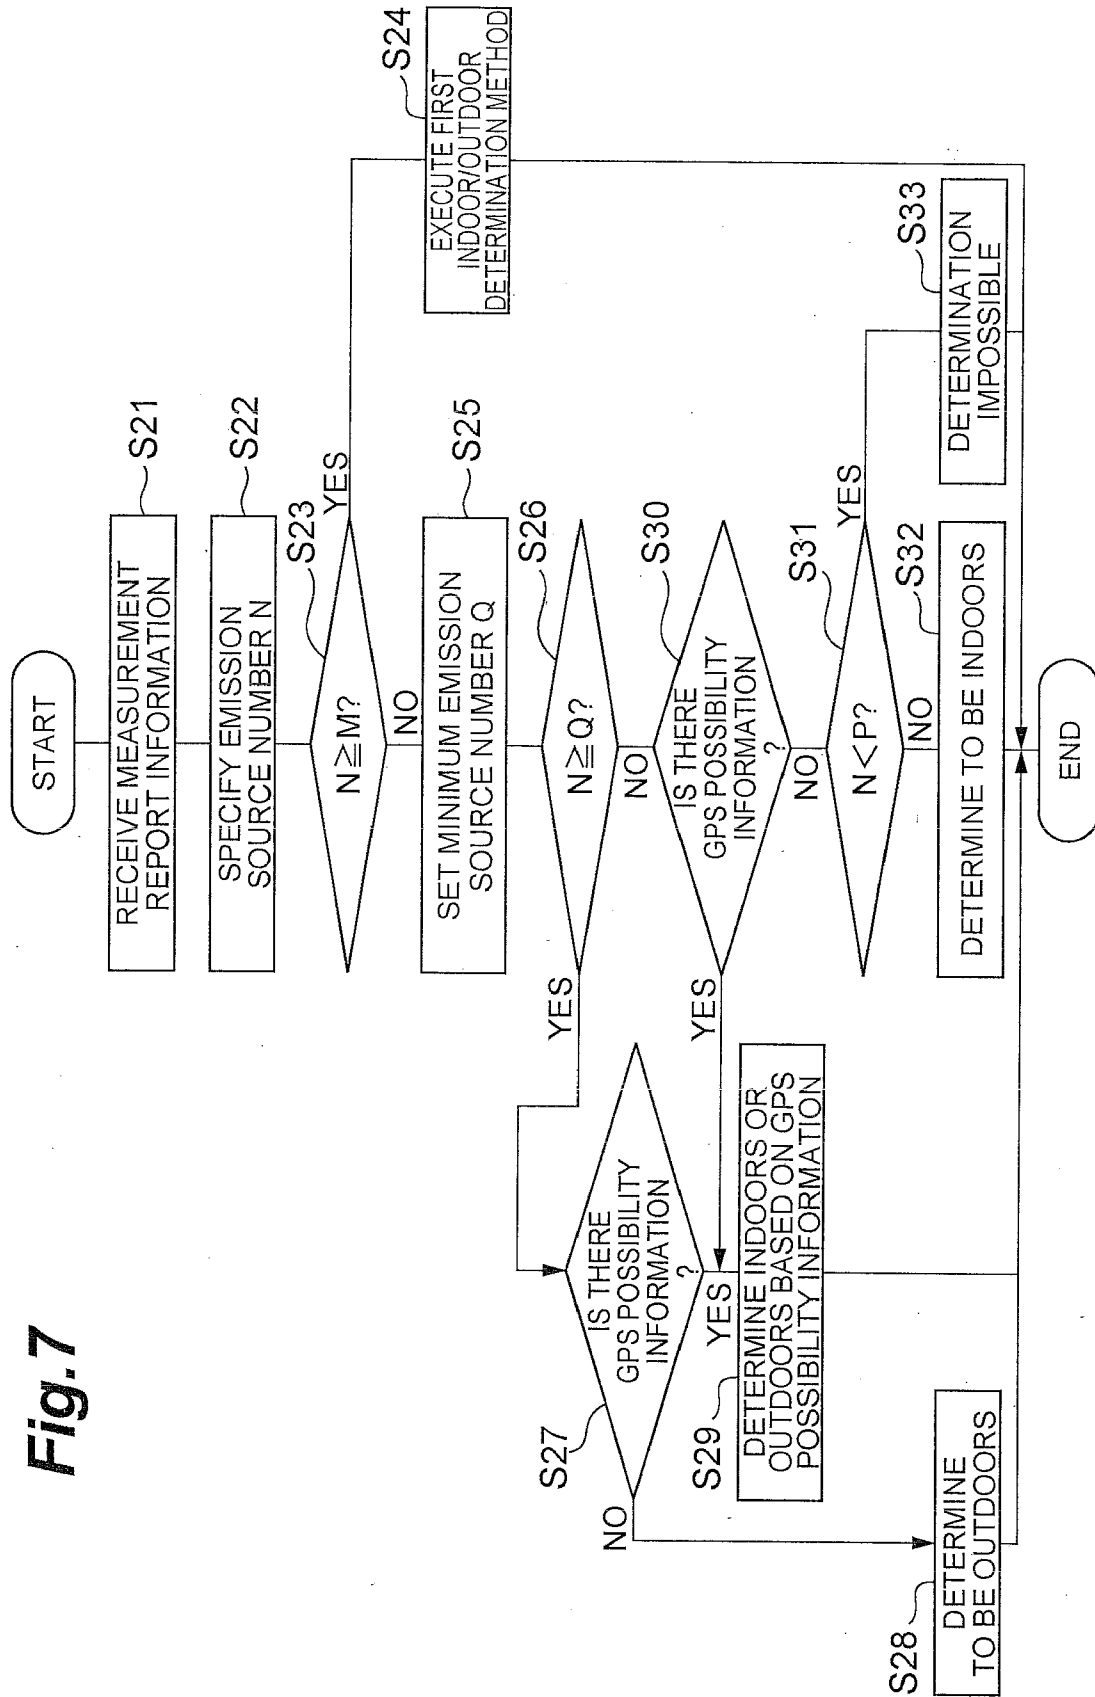 Fig.7
START
RECEIVE MEASUREMENT
REPORT INFORMATION
S21
SPECIFY EMISSION
SOURCE NUMBER N
S22
N≧M?
S23
YES
NO
EXECUTE FIRST
INDOOR/OUTDOOR
DETERMINATION METHOD
S24
SET MINIMUM EMISSION
SOURCE NUMBER Q
S25
N≧Q?
S26
YES
NO
IS THERE
GPS POSSIBILITY
INFORMATION
?
S27
NO
YES
IS THERE
GPS POSSIBILITY
INFORMATION
?
S30
YES
NO
DETERMINE INDOORS OR
OUTDOORS BASED ON GPS
POSSIBILITY INFORMATION
S29
N<P?
S31
YES
NO
DETERMINE
TO BE OUTDOORS
S28
DETERMINE TO BE INDOORS
S32
DETERMINATION
IMPOSSIBLE
S33
END